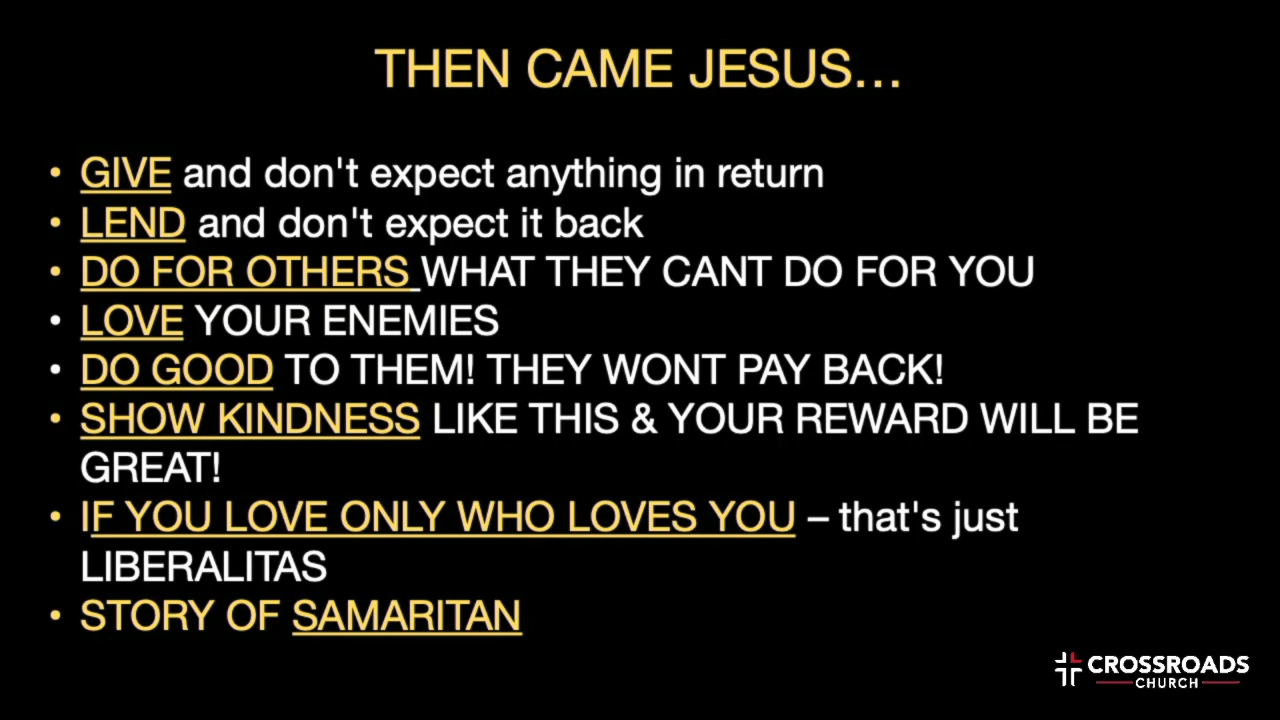 THEN CAME JESUS...
• GIVE and don't expect anything in return
• LEND and don't expect it back
• DO FOR OTHERS WHAT THEY CANT DO FOR YOU
• LOVE YOUR ENEMIES
• DO GOOD TO THEM! THEY WONT PAY BACK!
• SHOW KINDNESS LIKE THIS & YOUR REWARD WILL BE
GREAT!
• IF YOU LOVE ONLY WHO LOVES YOU – that's just
LIBERALITAS
• STORY OF SAMARITAN
CROSSROADS
CHURCH